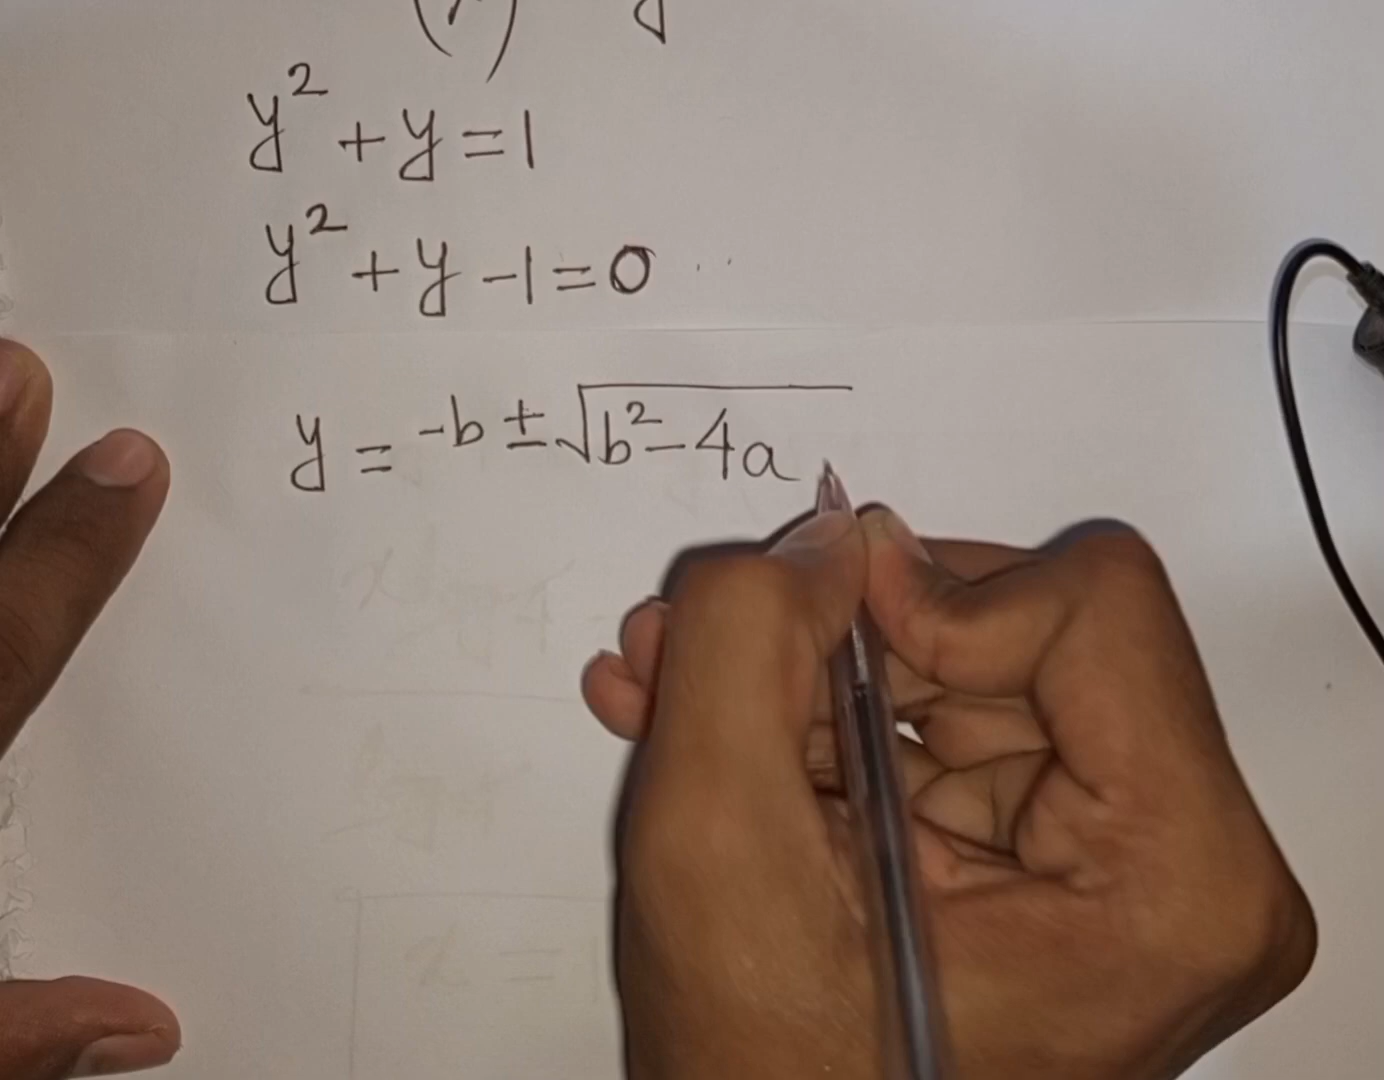 y² + y = 1
y² + y - 1 = 0
y = -b ± √b² - 4a